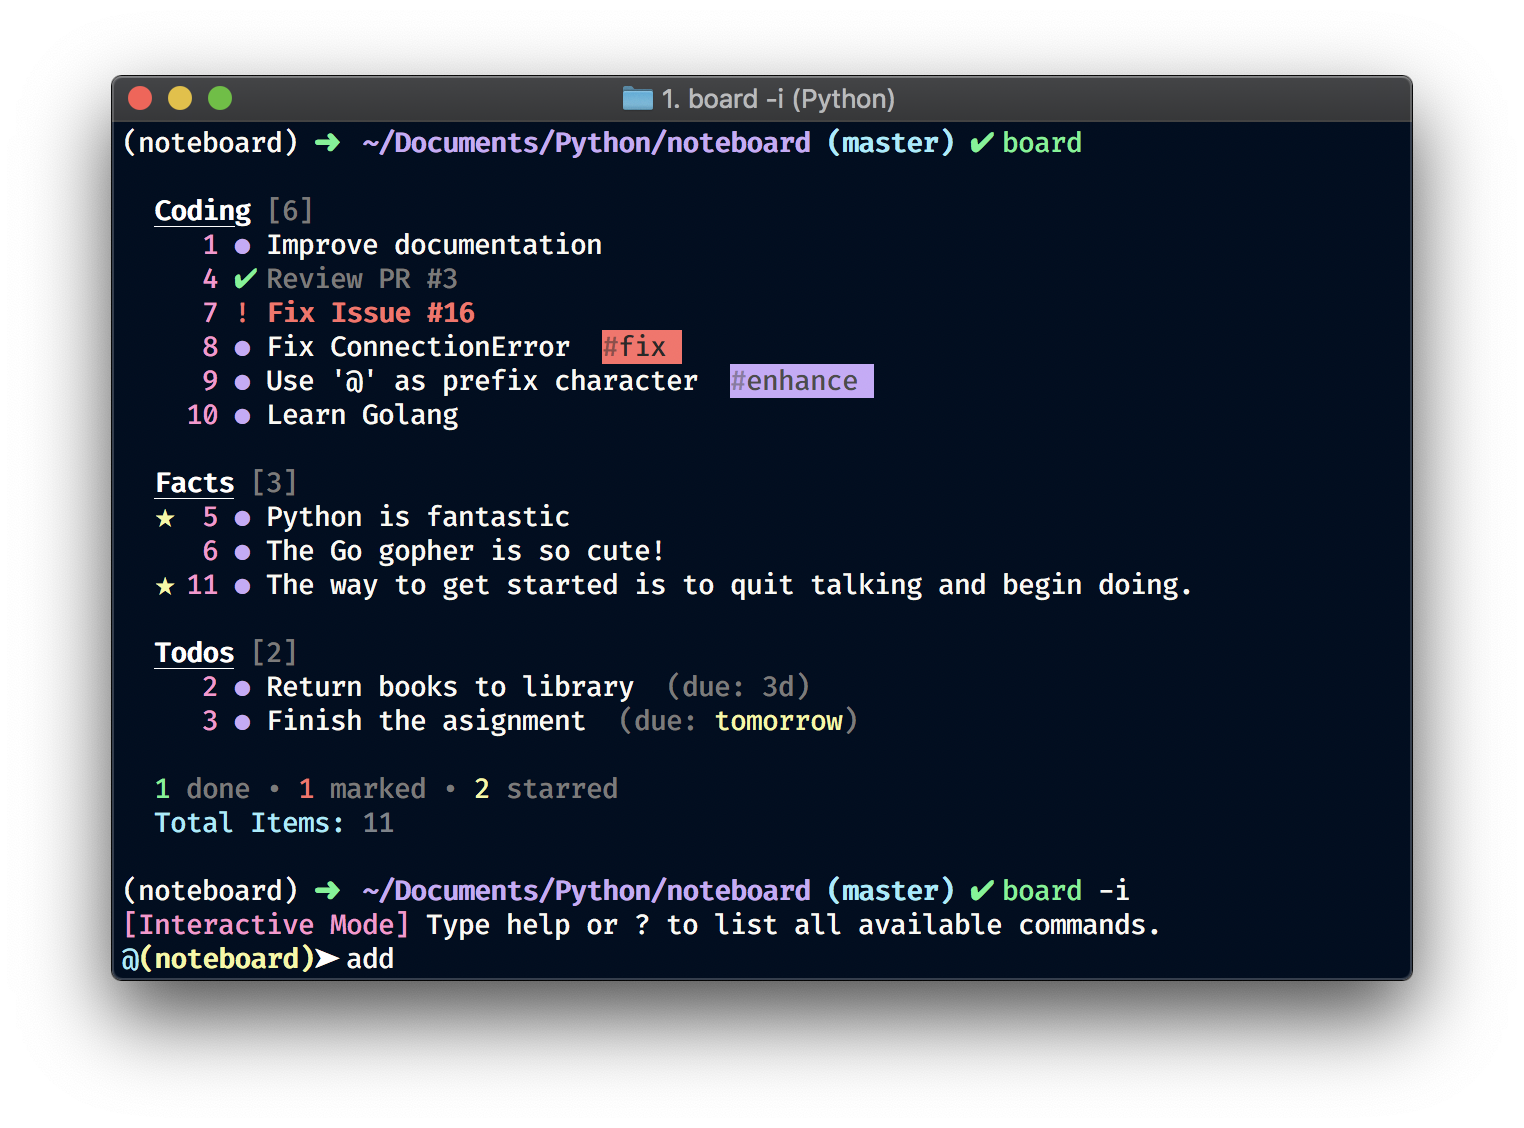 1. board -i (Python)
(noteboard) ➜ ~/Documents/Python/noteboard (master) ✔ board
Coding [6]
1 ● Improve documentation
4 ✔ Review PR #3
7 ! Fix Issue #16
8 ● Fix ConnectionError #fix
9 ● Use '@' as prefix character #enhance
10 ● Learn Golang
Facts [3]
★ 5 ● Python is fantastic
6 ● The Go gopher is so cute!
★ 11 ● The way to get started is to quit talking and begin doing.
Todos [2]
2 ● Return books to library (due: 3d)
3 ● Finish the asignment (due: tomorrow)
1 done • 1 marked • 2 starred
Total Items: 11
(noteboard) ➜ ~/Documents/Python/noteboard (master) ✔ board -i
[Interactive Mode] Type help or ? to list all available commands.
@(noteboard)➤ add